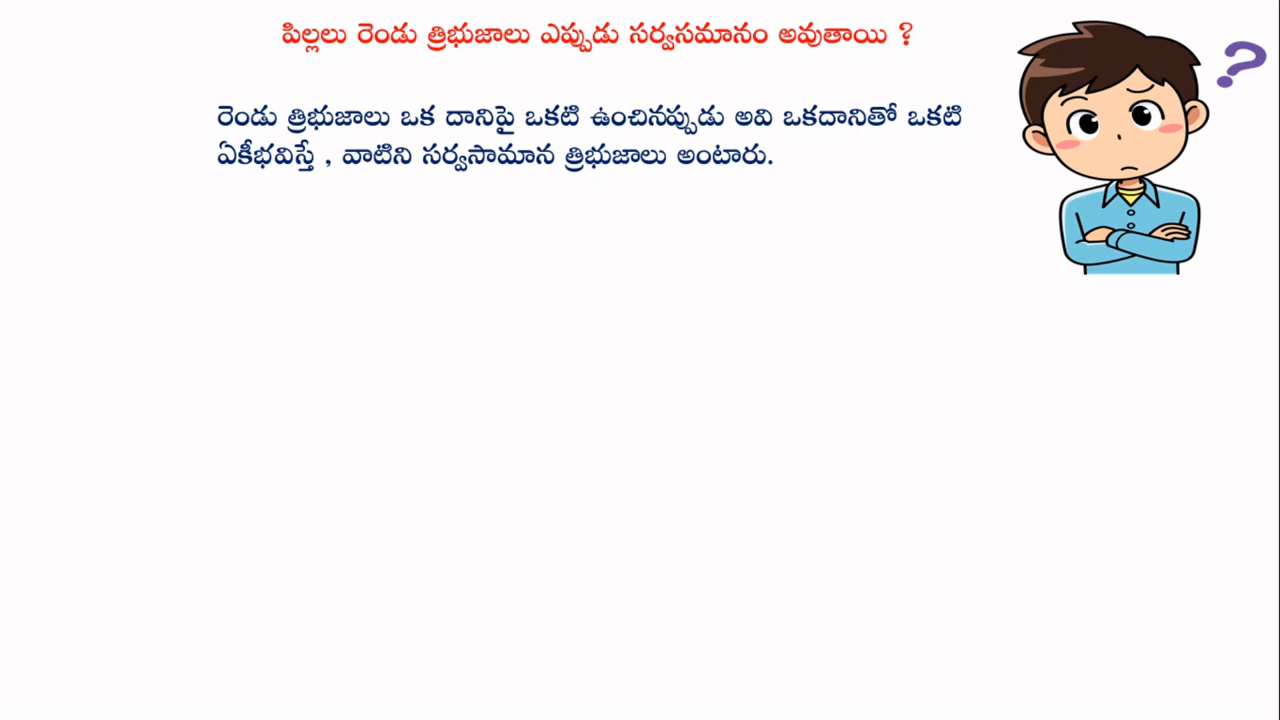 పిల్లలు రెండు త్రిభుజాలు ఎప్పుడు సర్వసమానం అవుతాయి ?
రెండు త్రిభుజాలు ఒక దానిపై ఒకటి ఉంచినప్పుడు అవి ఒకదానితో ఒకటి
ఏకీభవిస్తే , వాటిని సర్వసామాన త్రిభుజాలు అంటారు.